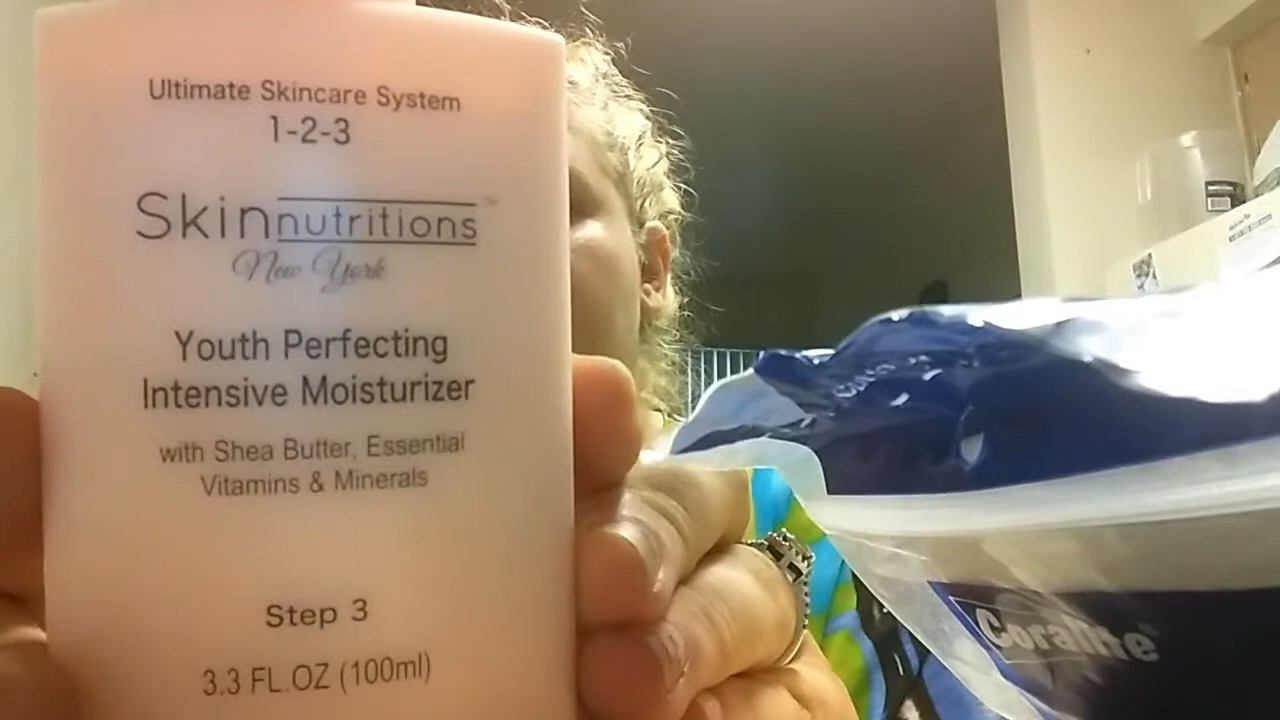 Ultimate Skincare System
1-2-3
Skinnutritions™
New York
Youth Perfecting
Intensive Moisturizer
with Shea Butter, Essential
Vitamins & Minerals
Step 3
3.3 FL.OZ (100ml)
Coralite